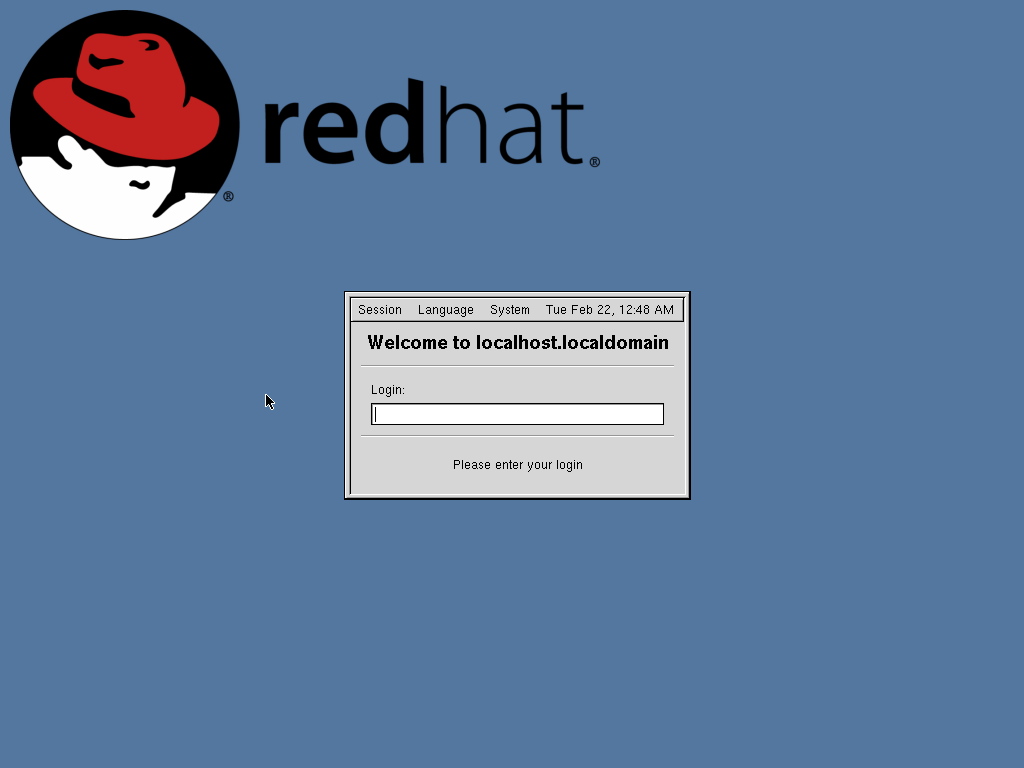 redhat®
®
Session Language System Tue Feb 22, 12:48 AM
Welcome to localhost.localdomain
Login:
Please enter your login